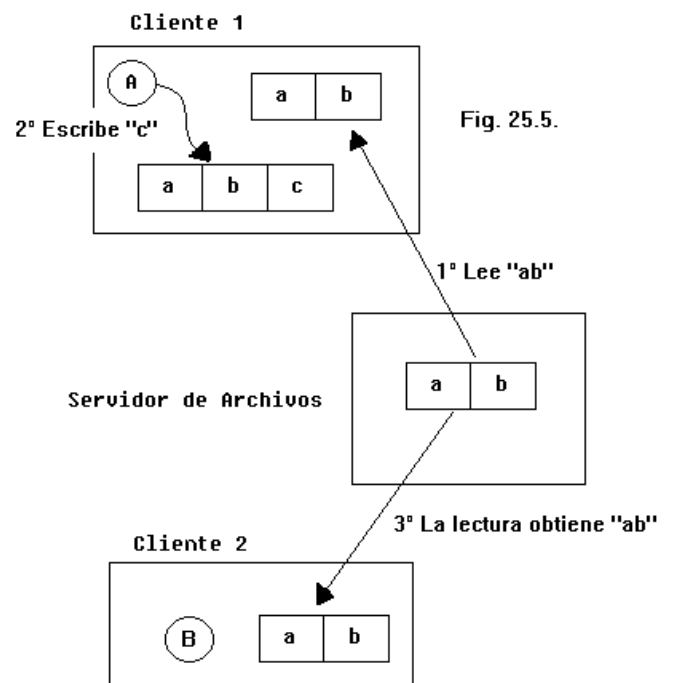 Cliente 1
A
a b
Fig. 25.5.
2° Escribe "c"
a b c
1° Lee "ab"
a b
Servidor de Archivos
3° La lectura obtiene "ab"
Cliente 2
B
a b